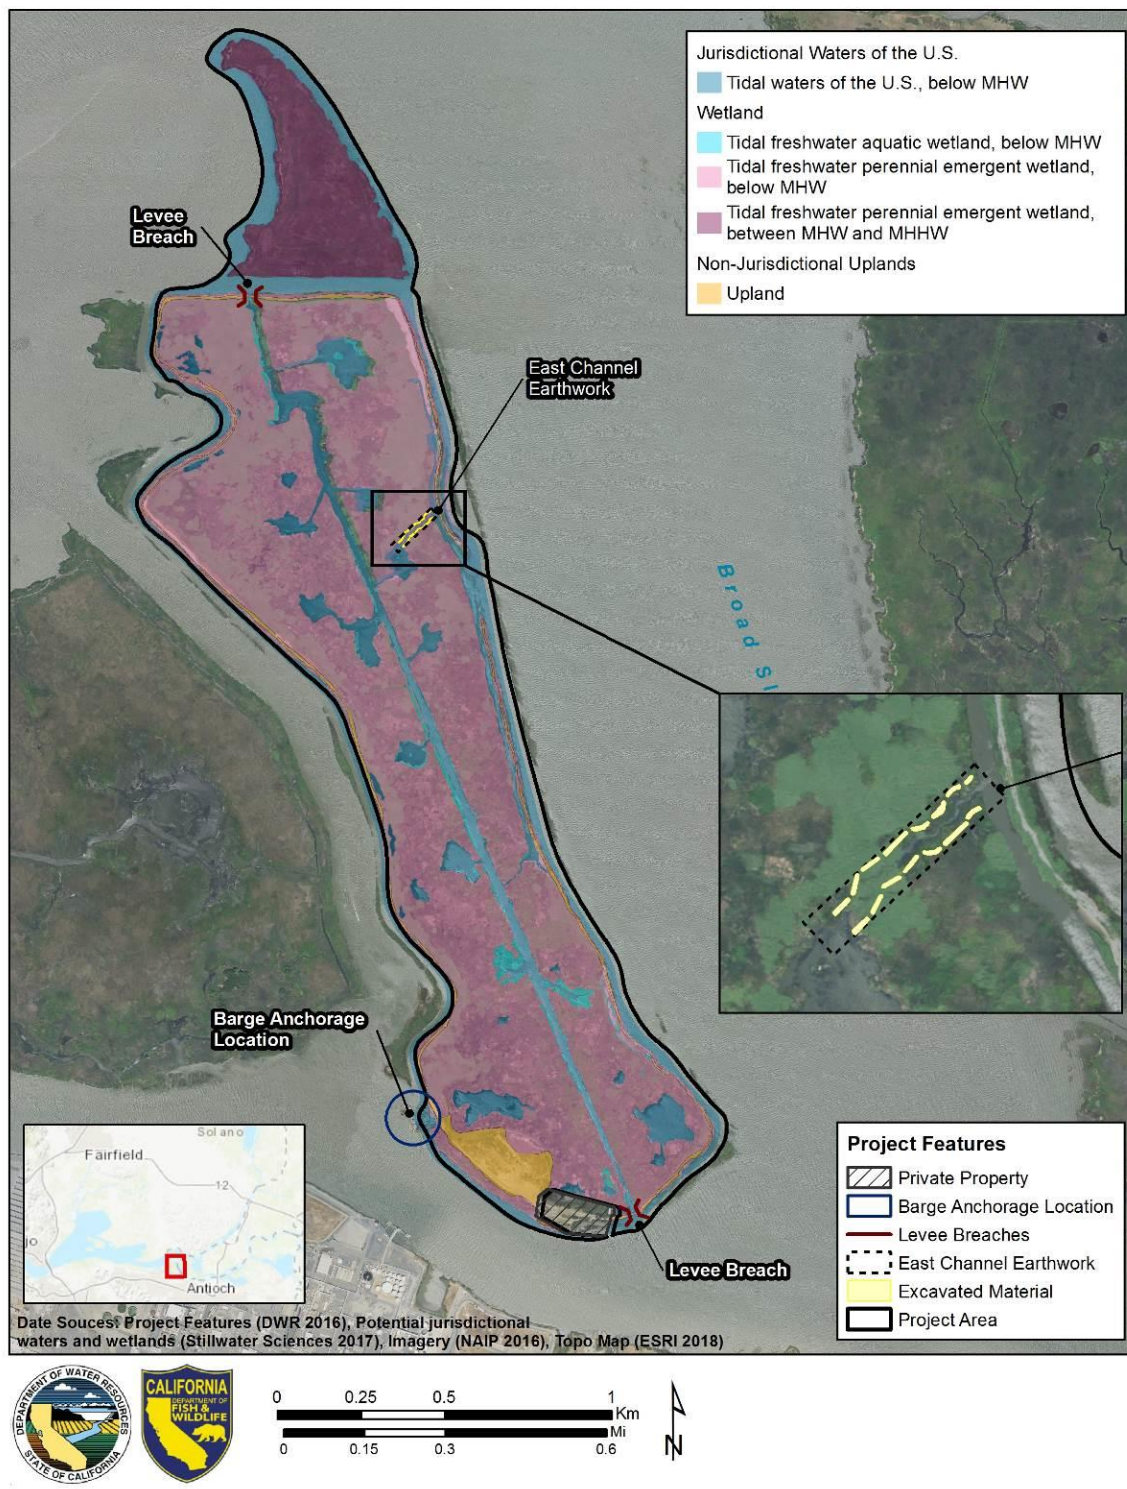 Jurisdictional Waters of the U.S.
Tidal waters of the U.S., below MHW
Wetland
Tidal freshwater aquatic wetland, below MHW
Tidal freshwater perennial emergent wetland,
below MHW
Tidal freshwater perennial emergent wetland,
between MHW and MHHW
Non-Jurisdictional Uplands
Upland
Levee
Breach
East Channel
Earthwork
Broad Sl
Barge Anchorage
Location
Levee Breach
Solano
Fairfield
12
jo
Antioch
Project Features
Private Property
Barge Anchorage Location
Levee Breaches
East Channel Earthwork
Excavated Material
Project Area
Date Souces: Project Features (DWR 2016), Potential jurisdictional
waters and wetlands (Stillwater Sciences 2017), Imagery (NAIP 2016), Topo Map (ESRI 2018)
DEPARTMENT OF WATER RESOURCES
STATE OF CALIFORNIA
CALIFORNIA
DEPARTMENT OF
FISH &
WILDLIFE
0 0.25 0.5 1
Km
Mi
0 0.15 0.3 0.6
N